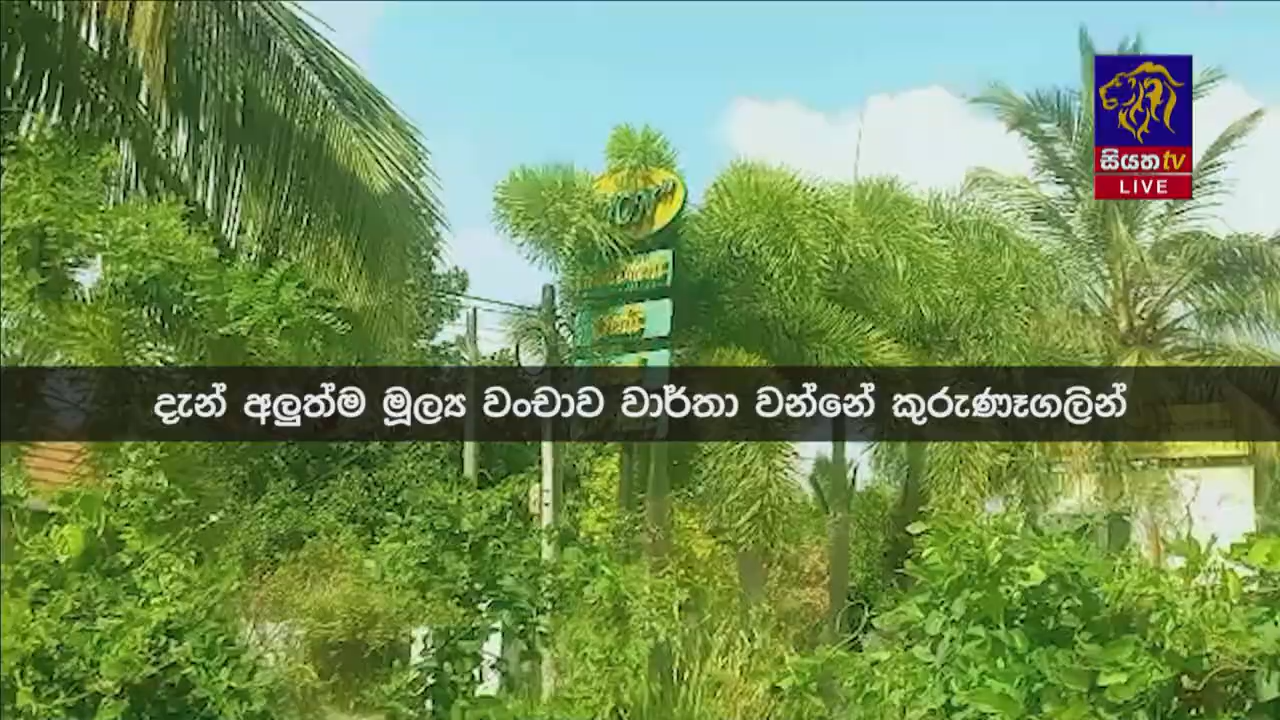 සියත tv
LIVE
දැන් අලුත්ම මූල්‍ය වංචාව වාර්තා වන්නේ කුරුණෑගලින්